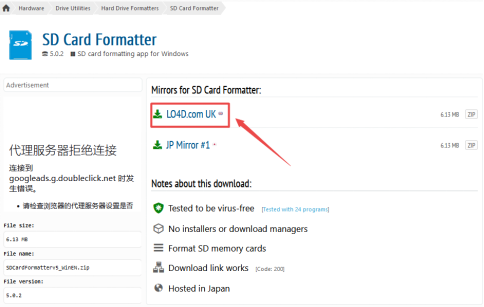 Hardware
Drive Utilities
Hard Drive Formatters
SD Card Formatter
SD Card Formatter
5.0.2 SD card formatting app for Windows
Advertisement
代理服务器拒绝连接
连接到
googleads.g.doubleclick.net 时发
生错误。
• 请检查浏览器的代理服务器设置是否
File size:
6.13 MB
File name:
SDCardFormatterv5_WinEN.zip
File version:
5.0.2
Mirrors for SD Card Formatter:
LO4D.com UK
6.13 MB ZIP
JP Mirror #1
6.13 MB ZIP
Notes about this download:
Tested to be virus-free [Tested with 24 programs]
No installers or download managers
Format SD memory cards
Download link works [Code: 200]
Hosted in Japan